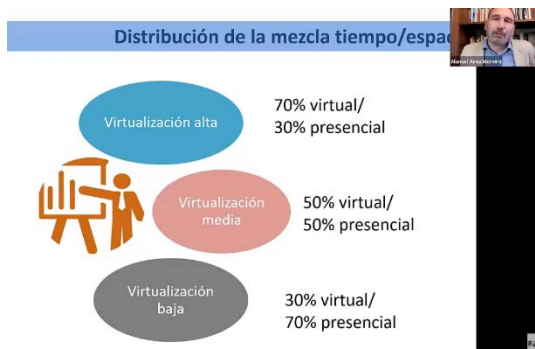 Distribución de la mezcla tiempo/espac
Virtualización alta
70% virtual/
30% presencial
Virtualización
media
50% virtual/
50% presencial
Virtualización
baja
30% virtual/
70% presencial